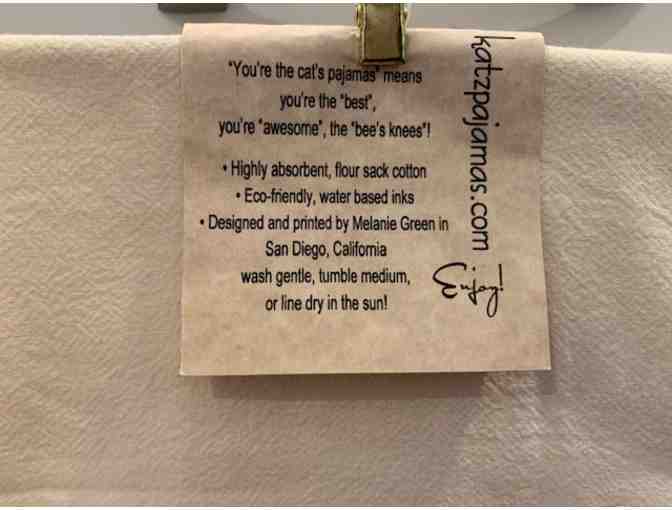 "You're the cat's pajamas" means
you're the "best",
you're "awesome", the "bee's knees"!
• Highly absorbent, flour sack cotton
• Eco-friendly, water based inks
• Designed and printed by Melanie Green in
San Diego, California
wash gentle, tumble medium,
or line dry in the sun!
katzpajamas.com
Enjoy!